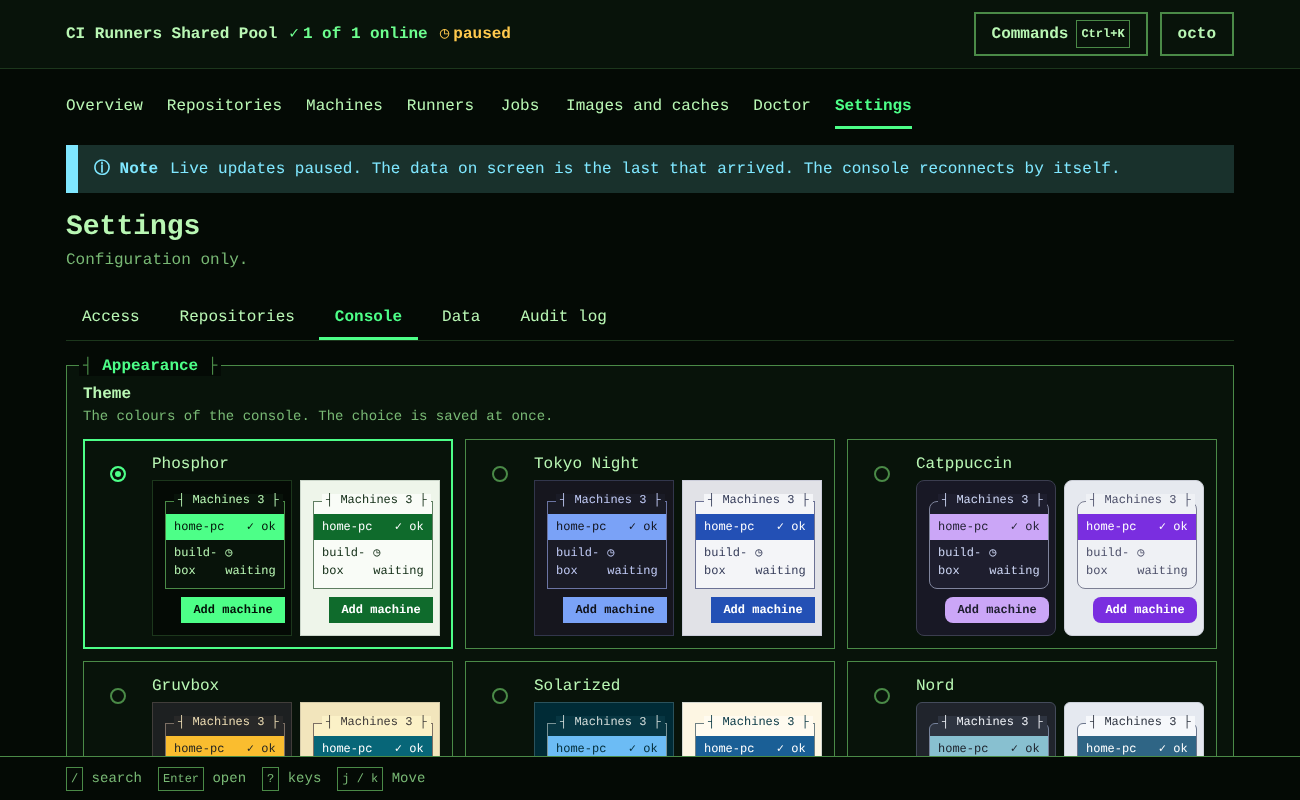 CI Runners Shared Pool ✓ 1 of 1 online ◷ paused Commands Ctrl+K octo
Overview Repositories Machines Runners Jobs Images and caches Doctor Settings
ⓘ Note Live updates paused. The data on screen is the last that arrived. The console reconnects by itself.
Settings
Configuration only.
Access Repositories Console Data Audit log
┤ Appearance ├
Theme
The colours of the console. The choice is saved at once.
Phosphor
┤ Machines 3 ├ ┤ Machines 3 ├
home-pc ✓ ok home-pc ✓ ok
build- ◷ build- ◷
box waiting box waiting
Add machine Add machine
Tokyo Night
┤ Machines 3 ├ ┤ Machines 3 ├
home-pc ✓ ok home-pc ✓ ok
build- ◷ build- ◷
box waiting box waiting
Add machine Add machine
Catppuccin
┤ Machines 3 ├ ┤ Machines 3 ├
home-pc ✓ ok home-pc ✓ ok
build- ◷ build- ◷
box waiting box waiting
Add machine Add machine
Gruvbox
┤ Machines 3 ├ ┤ Machines 3 ├
home-pc ✓ ok home-pc ✓ ok
Solarized
┤ Machines 3 ├ ┤ Machines 3 ├
home-pc ✓ ok home-pc ✓ ok
Nord
┤ Machines 3 ├ ┤ Machines 3 ├
home-pc ✓ ok home-pc ✓ ok
/ search Enter open ? keys j / k Move